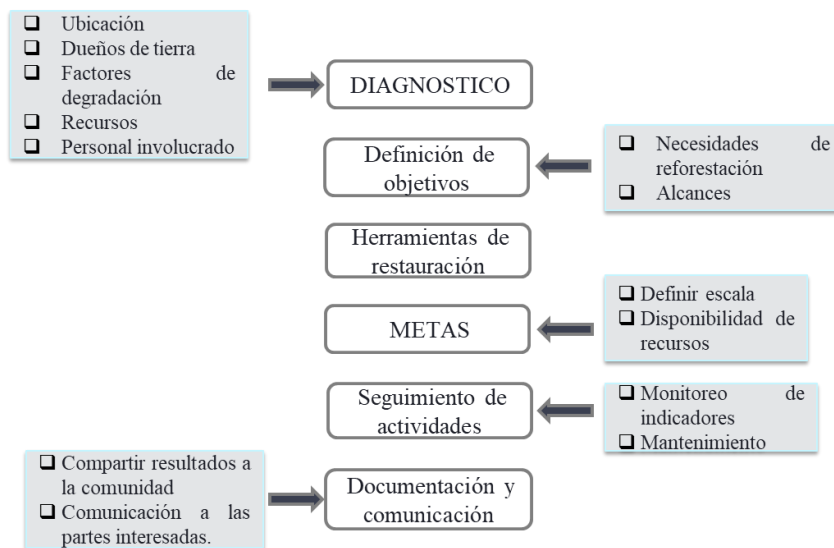 Ubicación
Dueños de tierra
Factores de
degradación
Recursos
Personal involucrado
DIAGNOSTICO
Definición de
objetivos
Necesidades de
reforestación
Alcances
Herramientas de
restauración
METAS
Definir escala
Disponibilidad de
recursos
Seguimiento de
actividades
Monitoreo de
indicadores
Mantenimiento
Compartir resultados a
la comunidad
Comunicación a las
partes interesadas.
Documentación y
comunicación